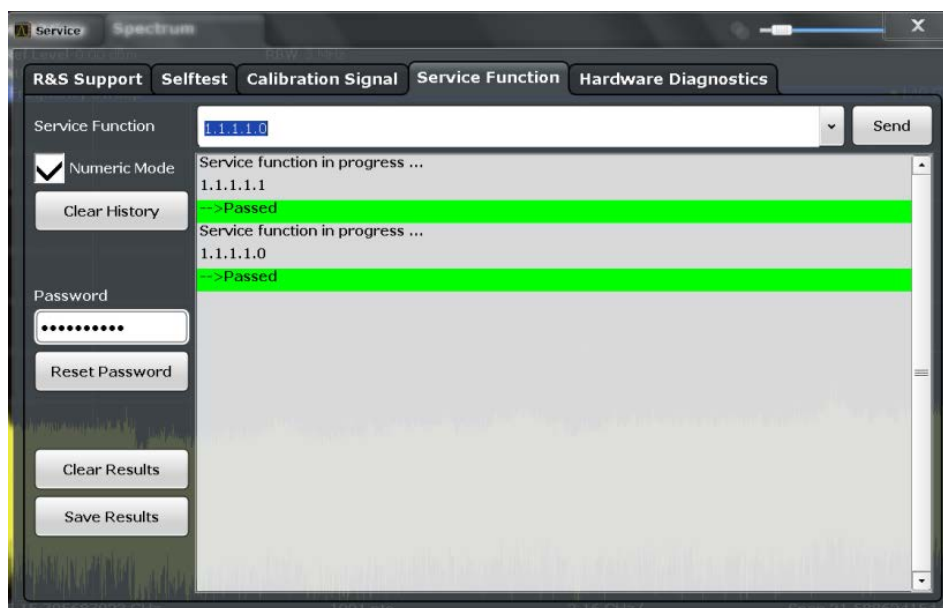 Service Spectrum
R&S Support Selftest Calibration Signal Service Function Hardware Diagnostics
Service Function 1.1.1.1.0 Send
Numeric Mode
Clear History
Service function in progress ...
1.1.1.1.1
-->Passed
Service function in progress ...
1.1.1.1.0
-->Passed
Password
••••••••••
Reset Password
Clear Results
Save Results